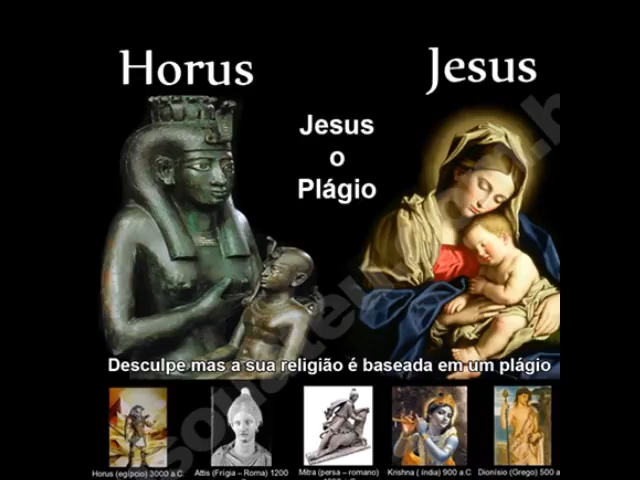 Horus
Jesus
Jesus
o
Plágio
Desculpe mas a sua religião é baseada em um plágio
Horus (egípcio) 3000 a.C.
Attis (Frígia – Roma) 1200
Mitra (persa – romano)
Krishna ( índia) 900 a.C
Dionísio (Grego) 500 a